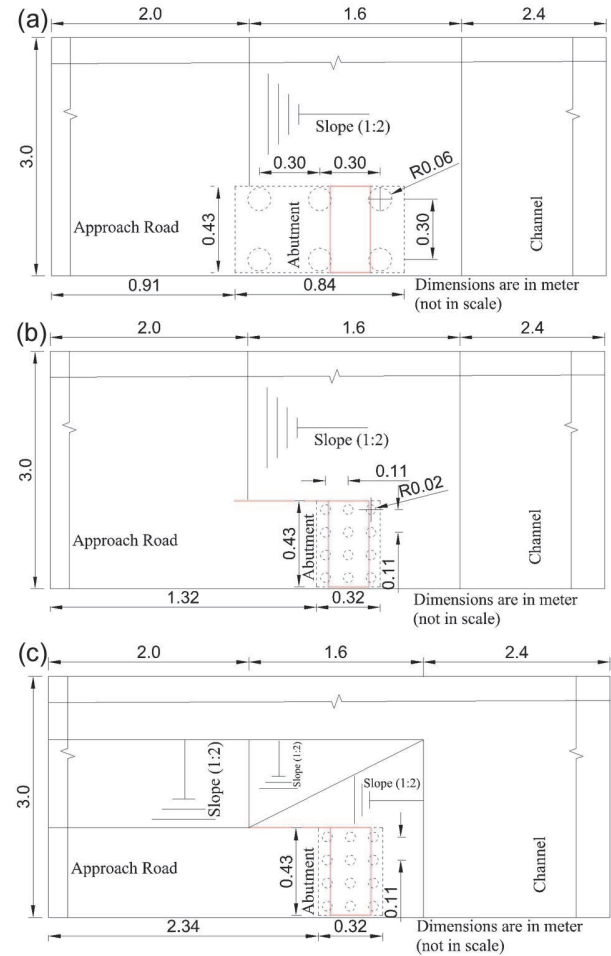 (a)
2.0
1.6
2.4
3.0
Slope (1:2)
0.30
0.30
R0.06
Approach Road
0.43
Abutment
0.30
Channel
0.91
0.84
Dimensions are in meter
(not in scale)
(b)
2.0
1.6
2.4
3.0
Slope (1:2)
0.11
R0.02
Approach Road
0.43
Abutment
0.11
Channel
1.32
0.32
Dimensions are in meter
(not in scale)
(c)
2.0
1.6
2.4
3.0
Slope (1:2)
Slope (1:2)
Slope (1:2)
Approach Road
0.43
Abutment
0.11
Channel
2.34
0.32
Dimensions are in meter
(not in scale)